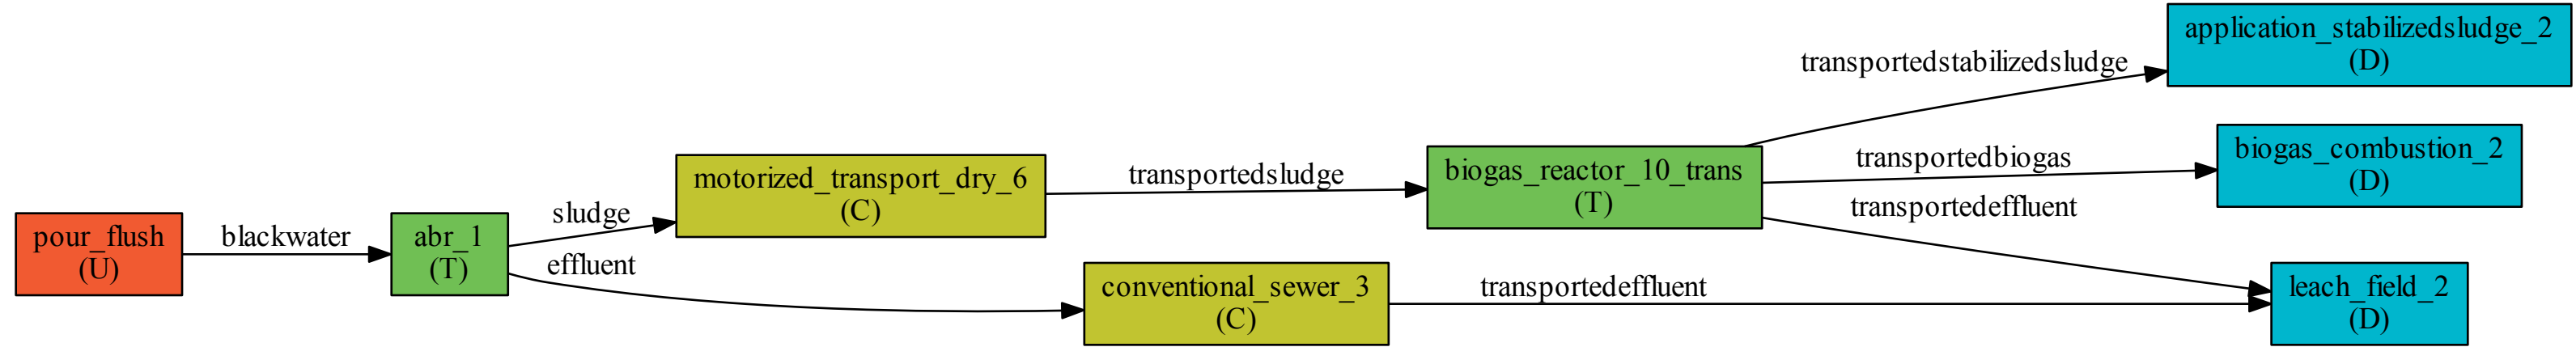 pour_flush
(U)
blackwater
abr_1
(T)
sludge
effluent
motorized_transport_dry_6
(C)
conventional_sewer_3
(C)
transportedsludge
transportedeffluent
biogas_reactor_10_trans
(T)
transportedstabilizedsludge
transportedbiogas
transportedeffluent
application_stabilizedsludge_2
(D)
biogas_combustion_2
(D)
leach_field_2
(D)